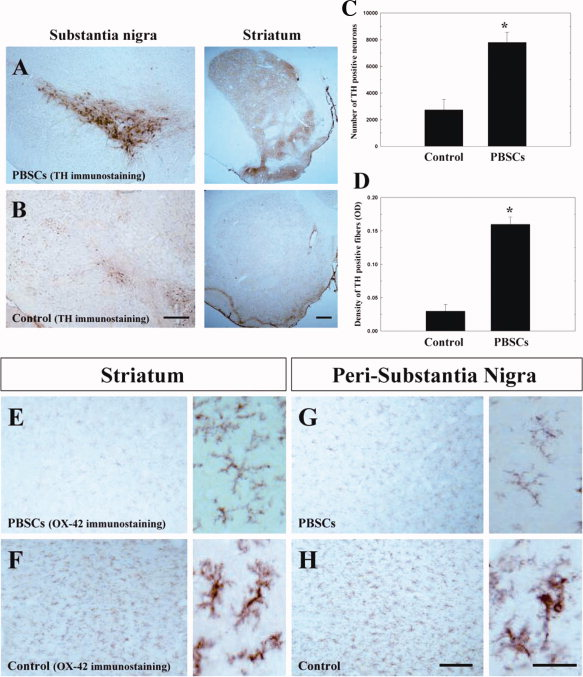 Substantia nigra
Striatum
A
PBSCs (TH immunostaining)
B
Control (TH immunostaining)
C
Number of TH positive neurons
10000
8000
6000
4000
2000
0
*
Control
PBSCs
D
Density of TH positive fibers (OD)
0.20
0.15
0.10
0.05
0.00
*
Control
PBSCs
Striatum
Peri-Substantia Nigra
E
PBSCs (OX-42 immunostaining)
G
PBSCs
F
Control (OX-42 immunostaining)
H
Control